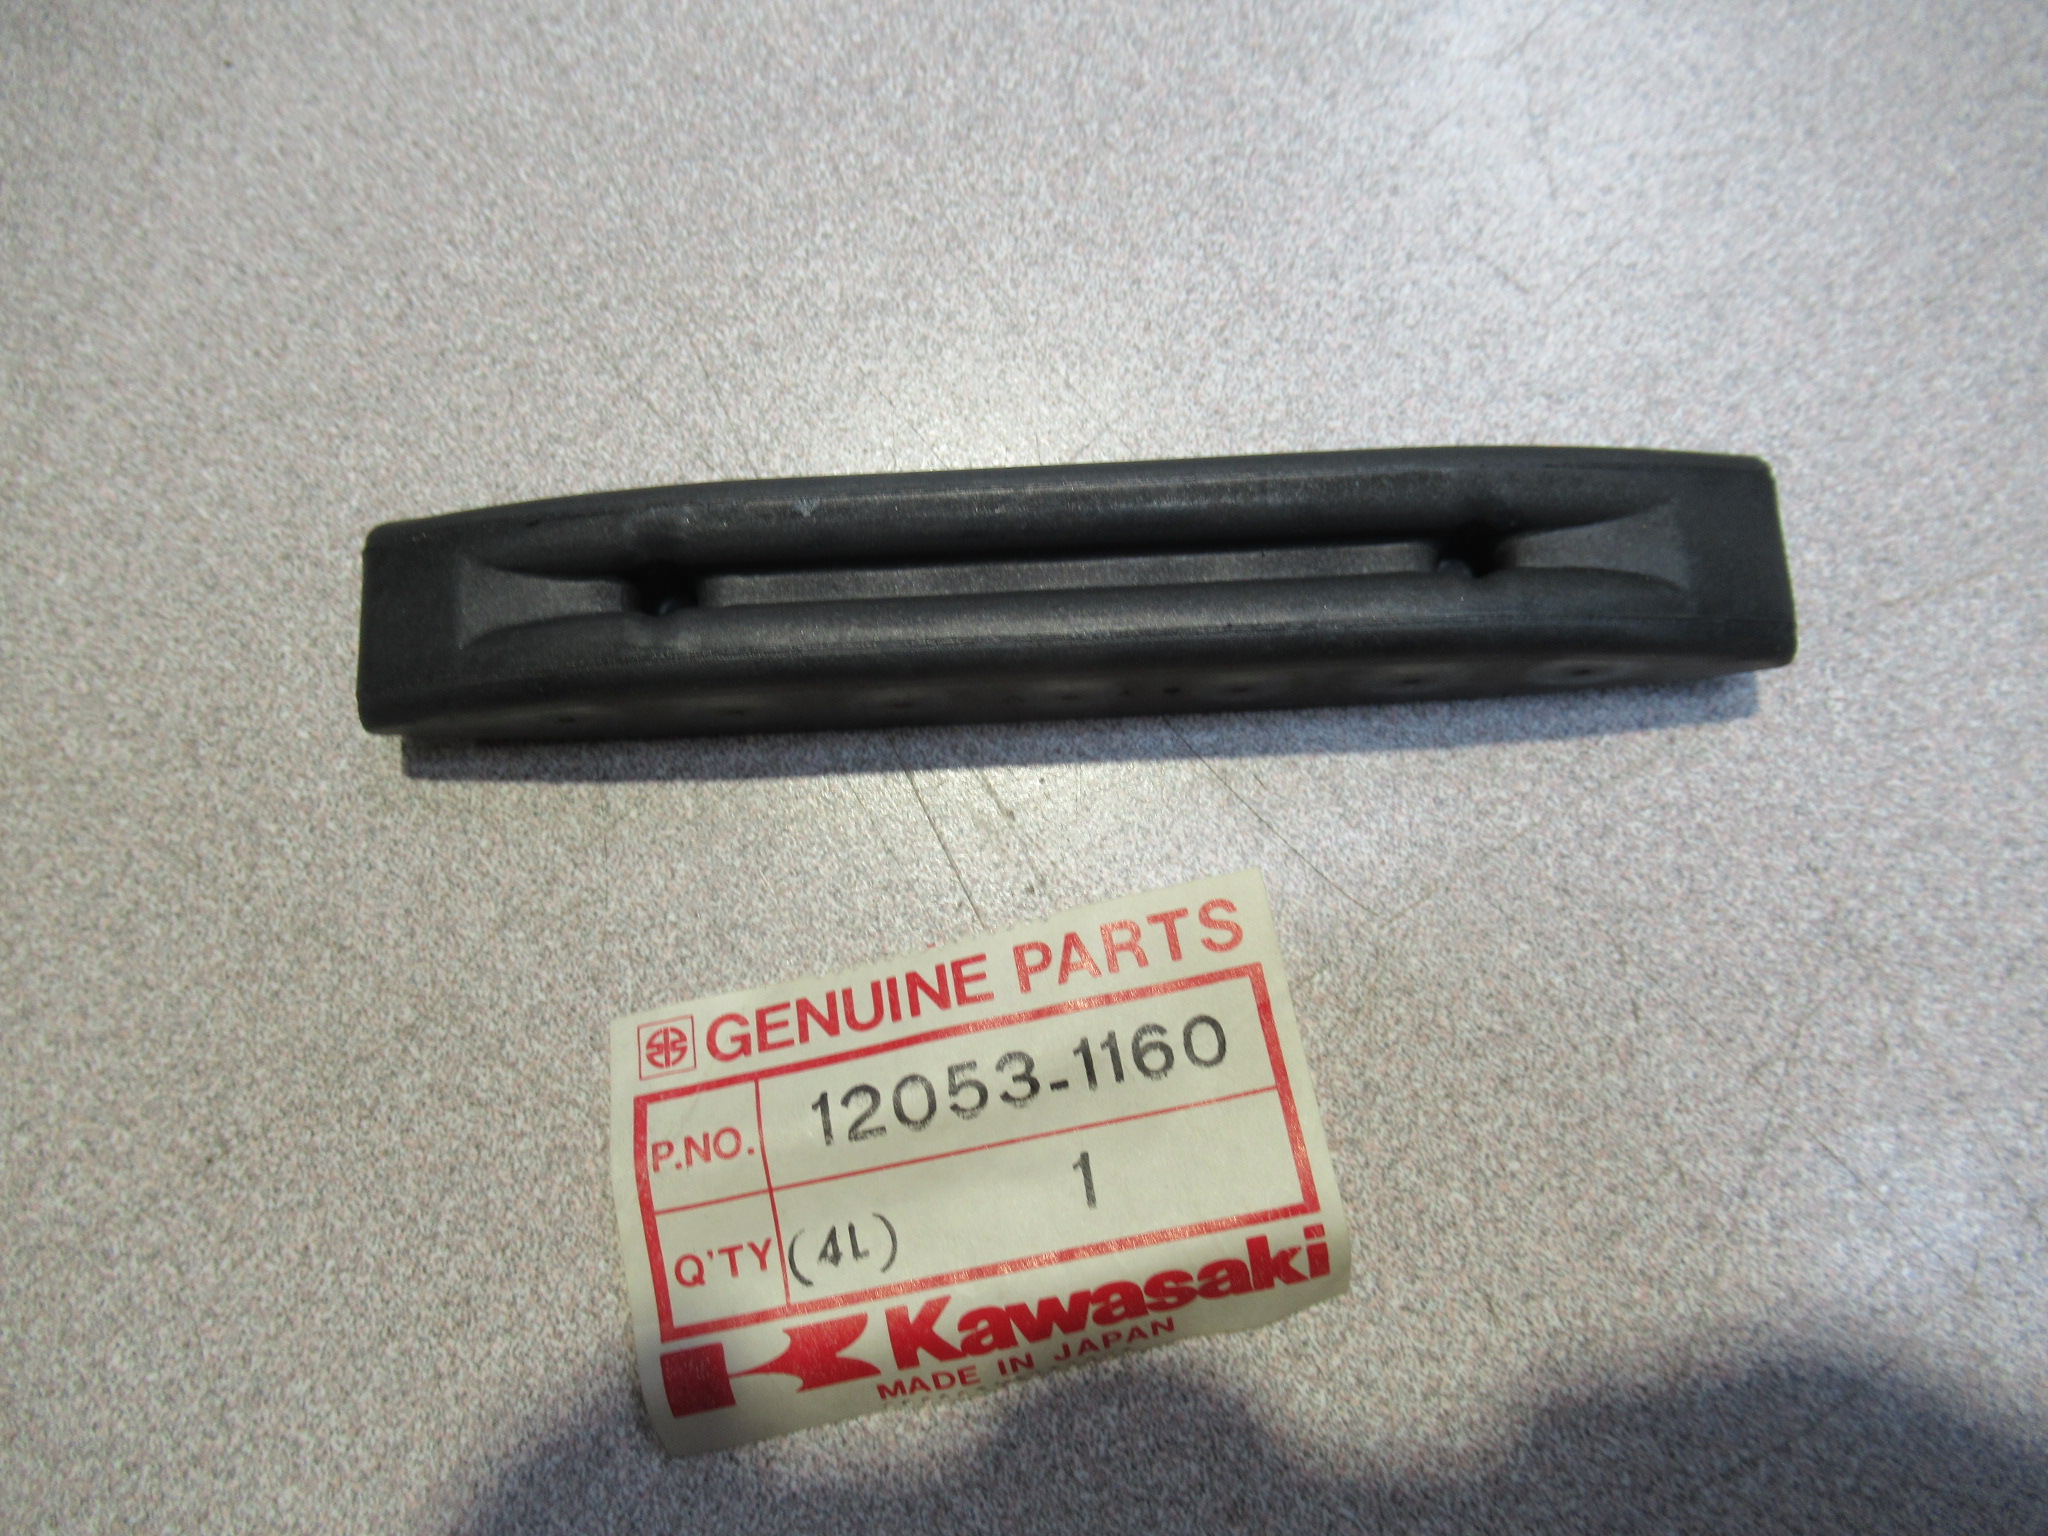 GENUINE PARTS
P.NO. 12053-1160
Q'TY (4L) 1
Kawasaki
MADE IN JAPAN